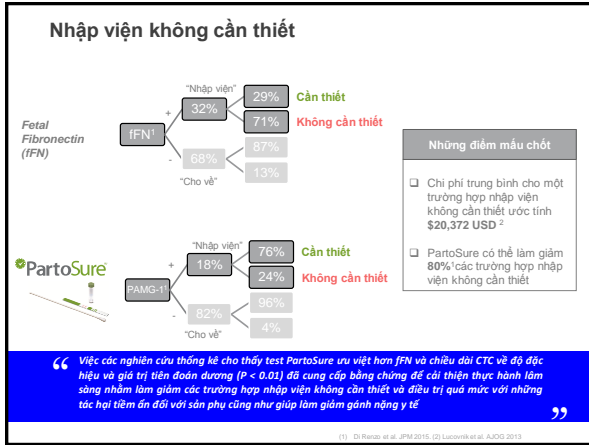 Nhập viện không cần thiết
Fetal
Fibronectin
(fFN)
fFN¹
+
-
"Nhập viện"
32%
68%
"Cho về"
29%
Cần thiết
71%
Không cần thiết
87%
13%
PartoSure
PAMG-1¹
+
-
"Nhập viện"
18%
82%
"Cho về"
76%
Cần thiết
24%
Không cần thiết
96%
4%
Những điểm mấu chốt
❑ Chi phí trung bình cho một
trường hợp nhập viện
không cần thiết ước tính
$20,372 USD ²
❑ PartoSure có thể làm giảm
80%¹các trường hợp nhập
viện không cần thiết
“ Việc các nghiên cứu thống kê cho thấy test PartoSure ưu việt hơn fFN và chiều dài CTC về độ đặc
hiệu và giá trị tiên đoán dương (P < 0.01) đã cung cấp bằng chứng để cải thiện thực hành lâm
sàng nhằm làm giảm các trường hợp nhập viện không cần thiết và điều trị quá mức với những
tác hại tiềm ẩn đối với sản phụ cũng như giúp làm giảm gánh nặng y tế
”
(1) Di Renzo et al. JPM 2015. (2) Lucovnik et al. AJOG 2013